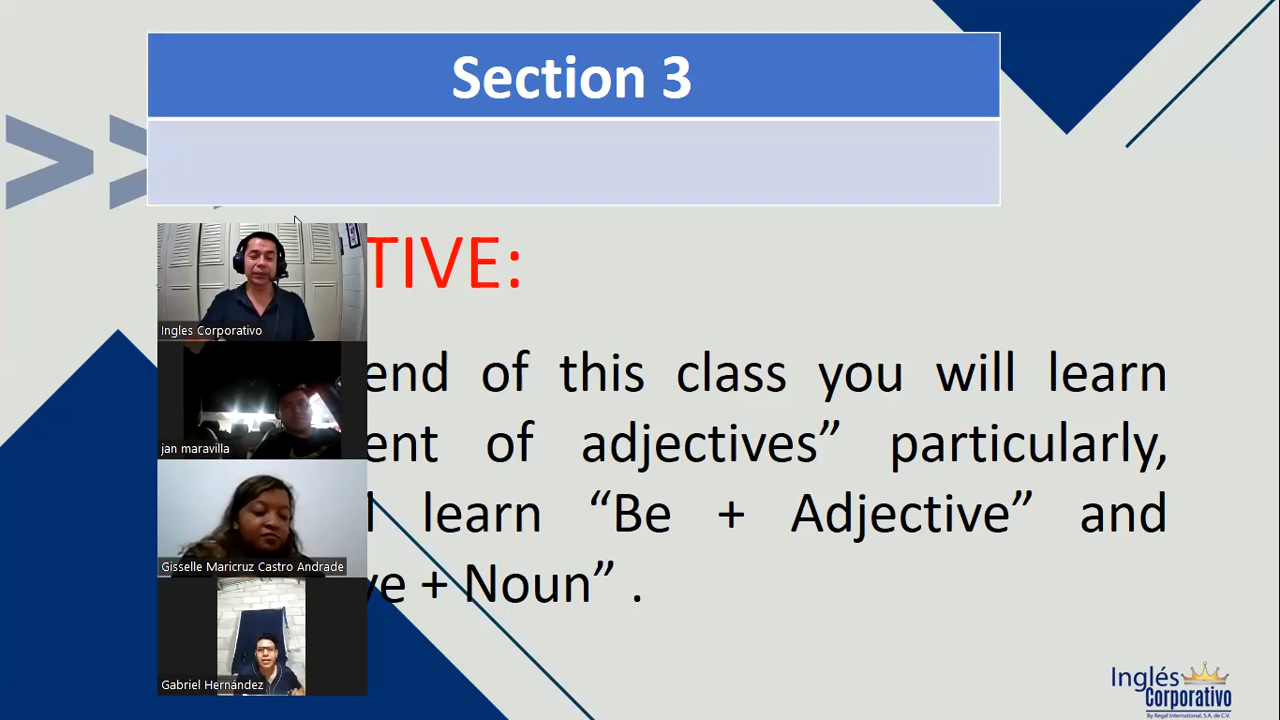 Section 3
TIVE:
end of this class you will learn
ent of adjectives” particularly,
learn “Be + Adjective” and
ve + Noun” .
Ingles Corporativo
jan maravilla
Gisselle Maricruz Castro Andrade
Gabriel Hernández
Inglés
Corporativo
By Regal International, S.A. de C.V.